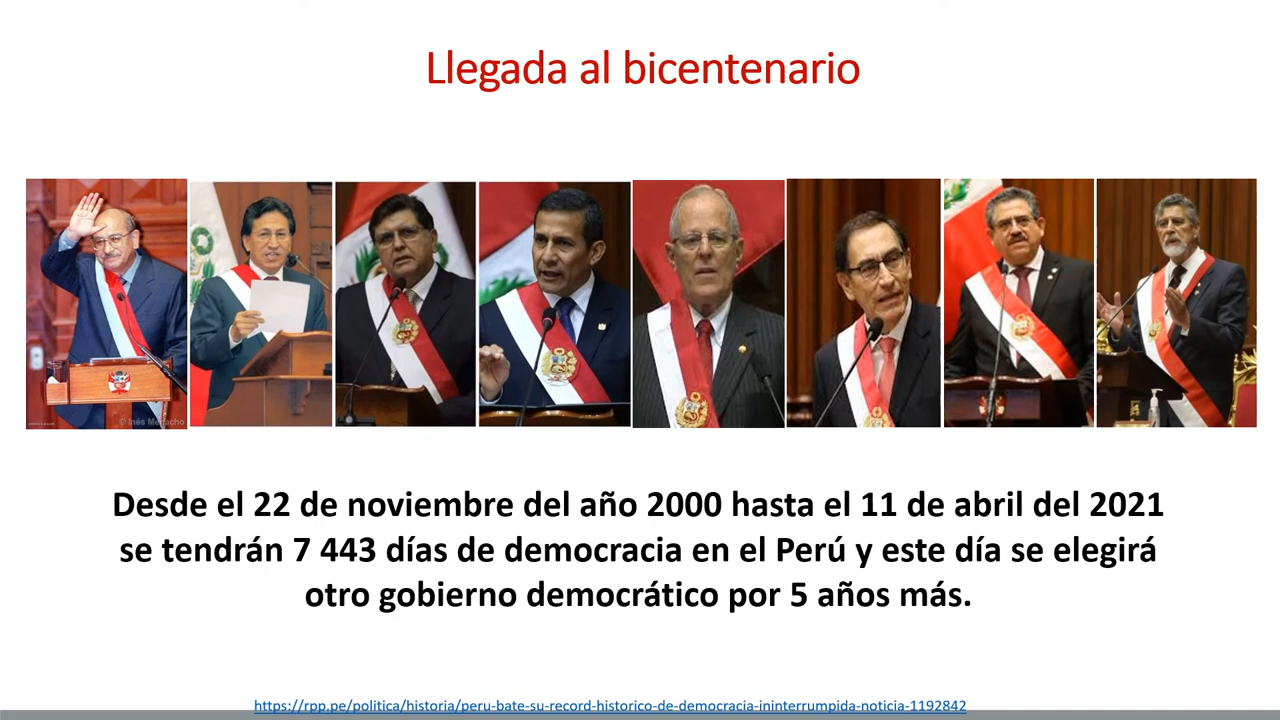 Llegada al bicentenario
© Inés Menacho
Desde el 22 de noviembre del año 2000 hasta el 11 de abril del 2021
se tendrán 7 443 días de democracia en el Perú y este día se elegirá
otro gobierno democrático por 5 años más.
https://rpp.pe/politica/historia/peru-bate-su-record-historico-de-democracia-ininterrumpida-noticia-1192842